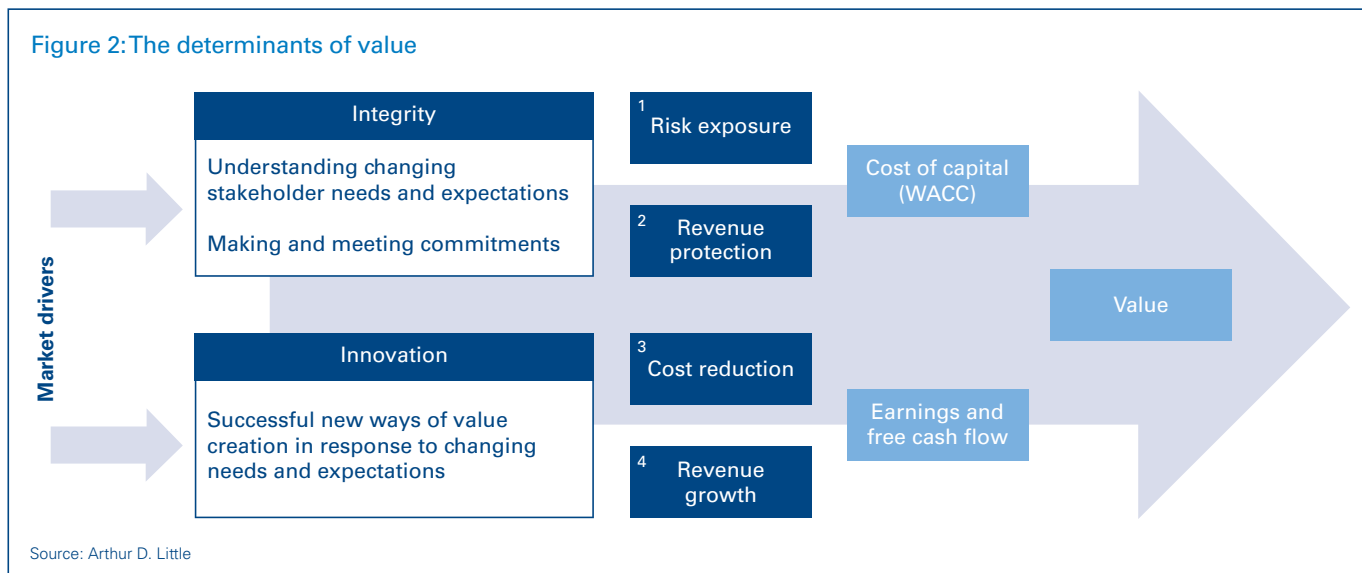 Figure 2: The determinants of value
Market drivers
Integrity
Understanding changing
stakeholder needs and expectations
Making and meeting commitments
Innovation
Successful new ways of value
creation in response to changing
needs and expectations
1
Risk exposure
2
Revenue
protection
3
Cost reduction
4
Revenue
growth
Cost of capital
(WACC)
Earnings and
free cash flow
Value
Source: Arthur D. Little